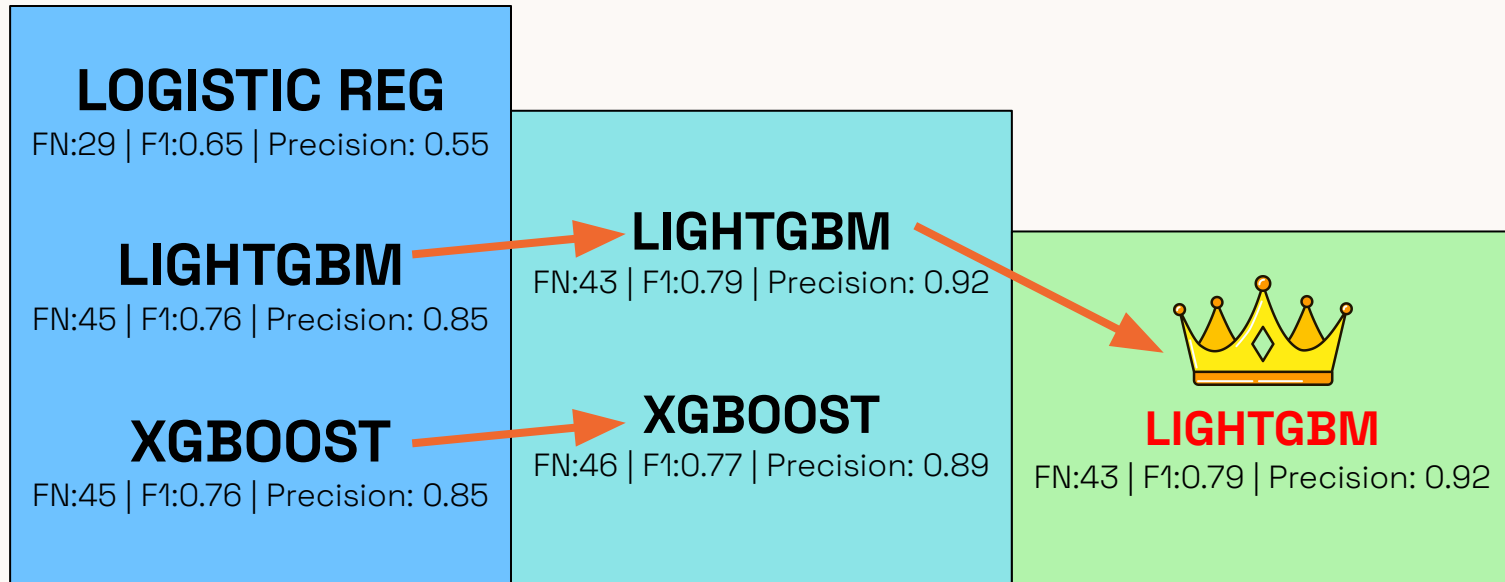 LOGISTIC REG
FN:29 | F1:0.65 | Precision: 0.55
LIGHTGBM
FN:45 | F1:0.76 | Precision: 0.85
XGBOOST
FN:45 | F1:0.76 | Precision: 0.85
LIGHTGBM
FN:43 | F1:0.79 | Precision: 0.92
XGBOOST
FN:46 | F1:0.77 | Precision: 0.89
LIGHTGBM
FN:43 | F1:0.79 | Precision: 0.92